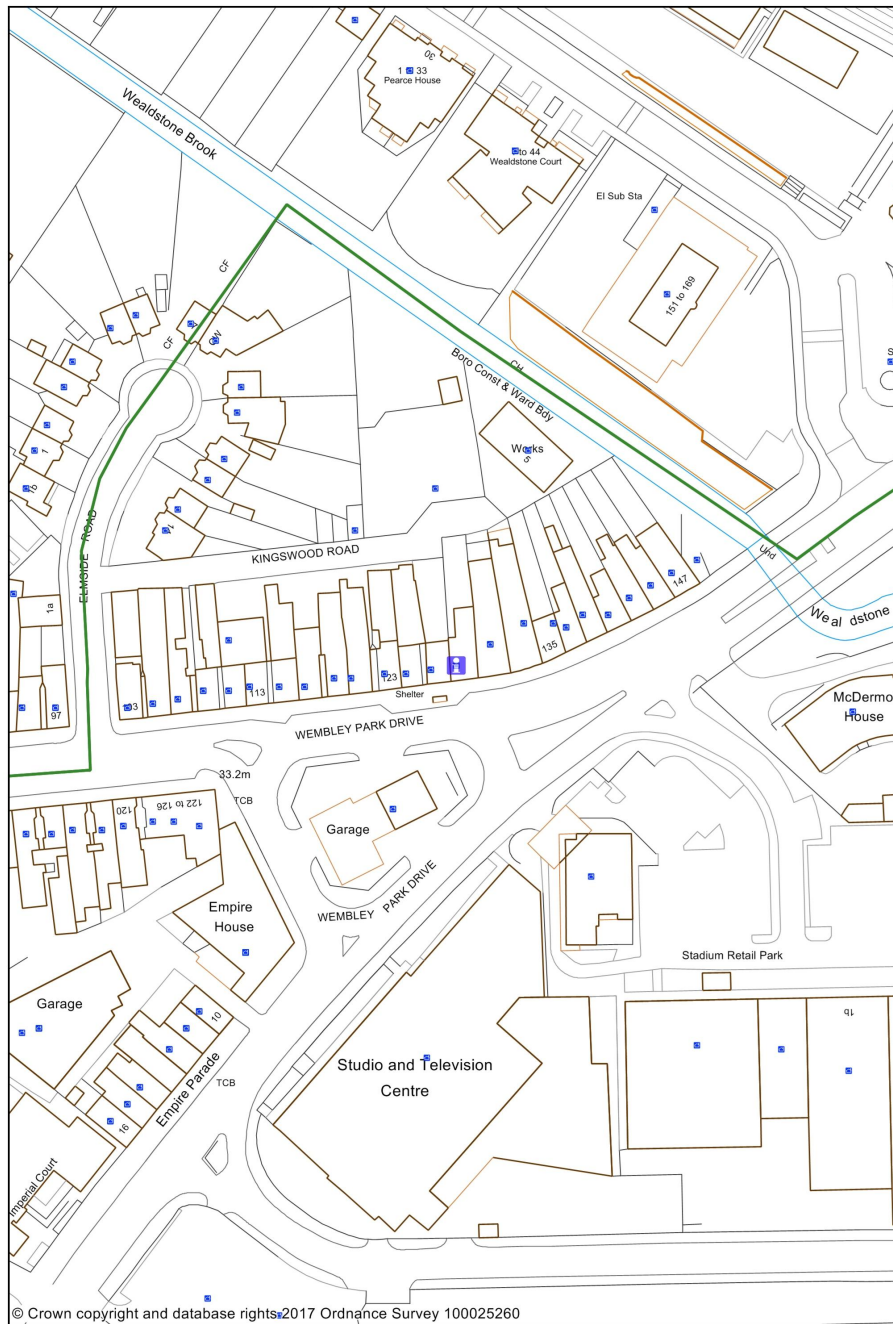 30
1 33
Pearce House
Wealdstone Brook
to 44
Wealdstone Court
El Sub Sta
151 to 169
CF
CF
CW
CH
Boro Const & Ward Bdy
Works
5
1
1b
ELMSIDE ROAD
KINGSWOOD ROAD
Und
1a
147
135
Weal dstone
123
113
Shelter
97
WEMBLEY PARK DRIVE
McDermo
House
33.2m
TCB
122 to 126
120
Garage
WEMBLEY PARK DRIVE
Empire
House
Stadium Retail Park
Garage
10
1b
Studio and Television
Centre
TCB
Empire Parade
16
Imperial Court
TCB
© Crown copyright and database rights 2017 Ordnance Survey 100025260